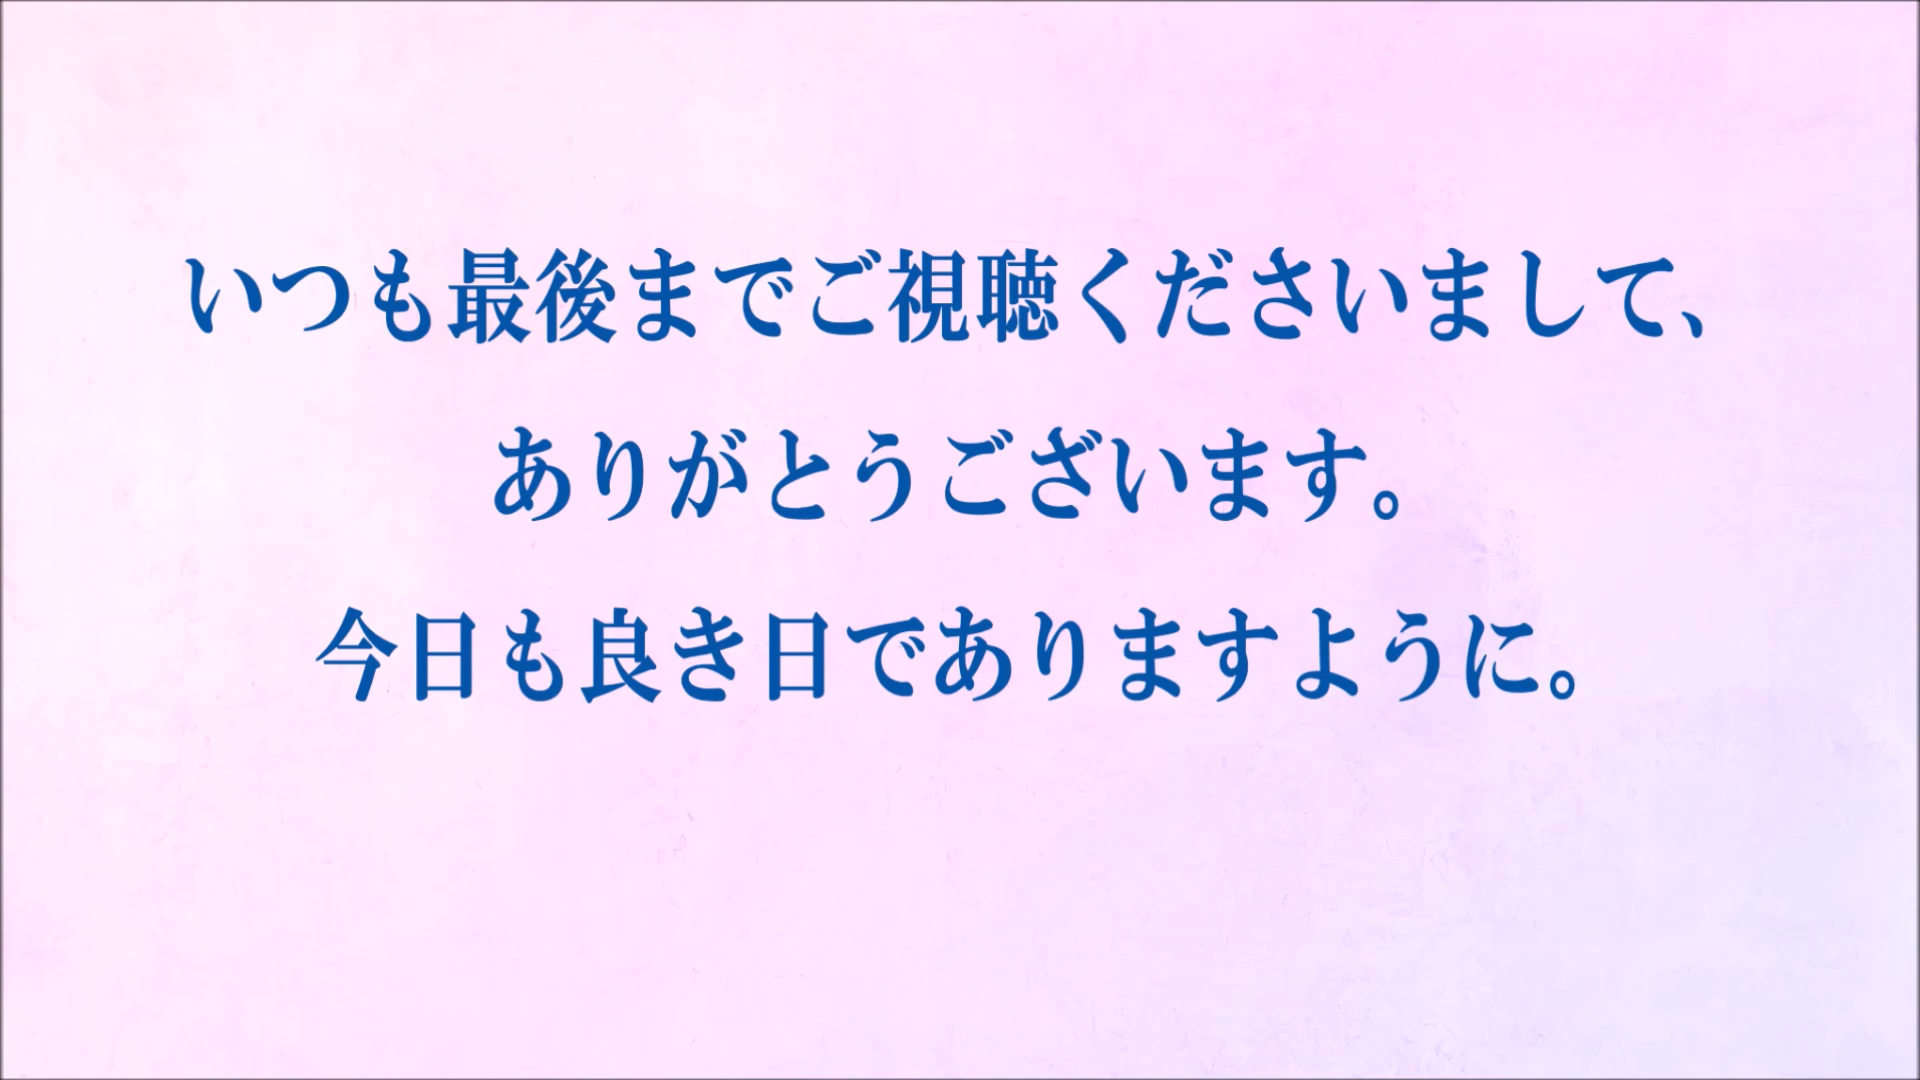 いつも最後までご視聴くださいまして、
ありがとうございます。
今日も良き日でありますように。